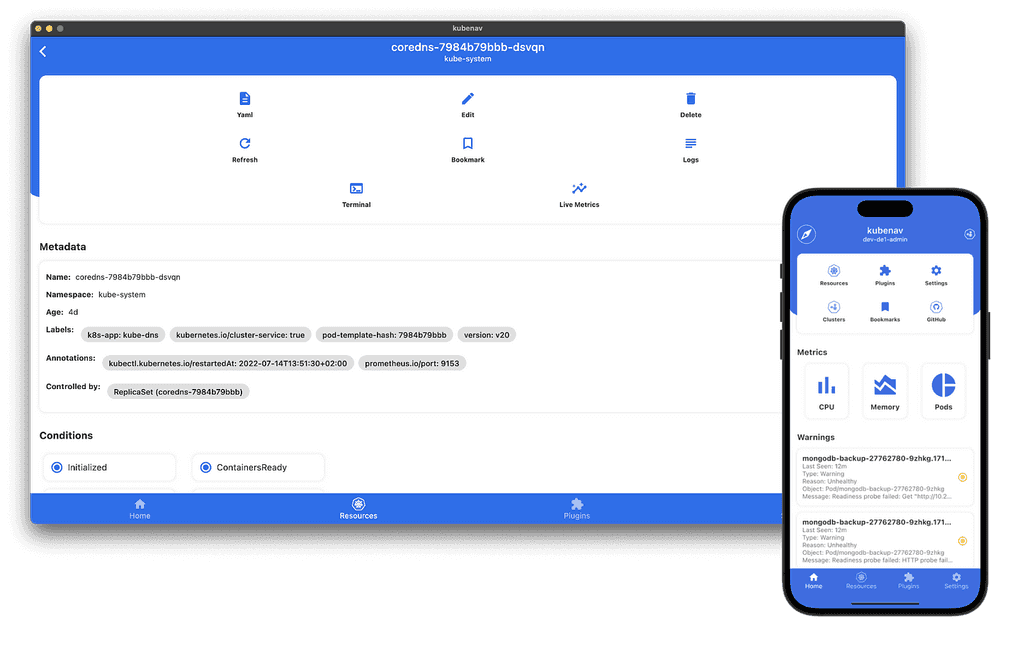 kubenav
coredns-7984b79bbb-dsvqn
kube-system
Yaml
Edit
Delete
Refresh
Bookmark
Logs
Terminal
Live Metrics
Metadata
Name: coredns-7984b79bbb-dsvqn
Namespace: kube-system
Age: 4d
Labels: k8s-app: kube-dns kubernetes.io/cluster-service: true pod-template-hash: 7984b79bbb version: v20
Annotations: kubectl.kubernetes.io/restartedAt: 2022-07-14T13:51:30+02:00 prometheus.io/port: 9153
Controlled by: ReplicaSet (coredns-7984b79bbb)
Conditions
Initialized
ContainersReady
Home
Resources
Plugins
kubenav
dev-de1-admin
Resources
Plugins
Settings
Clusters
Bookmarks
GitHub
Metrics
CPU
Memory
Pods
Warnings
mongodb-backup-27762780-9zhkg.171...
Last Seen: 12m
Type: Warning
Reason: Unhealthy
Object: Pod/mongodb-backup-27762780-9zhkg
Message: Readiness probe failed: Get "http://10.2...
mongodb-backup-27762780-9zhkg.171...
Last Seen: 12m
Type: Warning
Reason: Unhealthy
Object: Pod/mongodb-backup-27762780-9zhkg
Message: Readiness probe failed: HTTP probe fail...
Home
Resources
Plugins
Settings